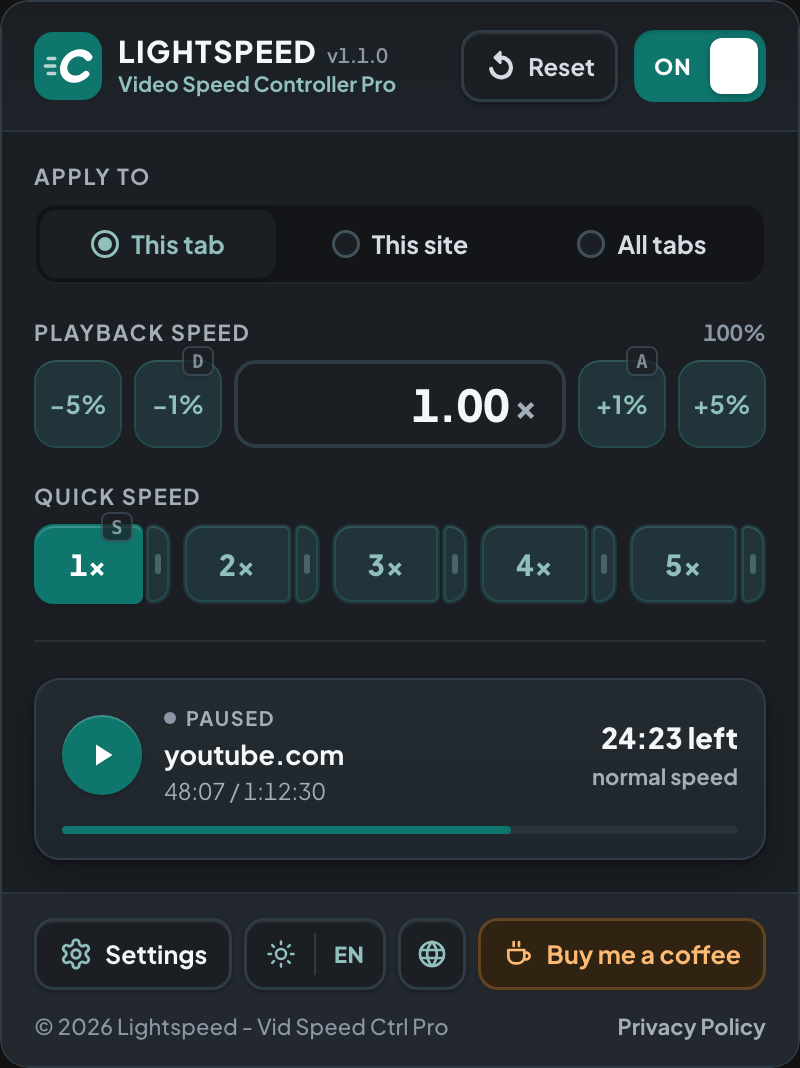 LIGHTSPEED v1.1.0
Video Speed Controller Pro
Reset
ON
APPLY TO
This tab
This site
All tabs
PLAYBACK SPEED
100%
−5%
−1%
D
1.00×
A
+1%
+5%
QUICK SPEED
S
1×
2×
3×
4×
5×
PAUSED
youtube.com
48:07 / 1:12:30
24:23 left
normal speed
Settings
EN
Buy me a coffee
© 2026 Lightspeed – Vid Speed Ctrl Pro
Privacy Policy